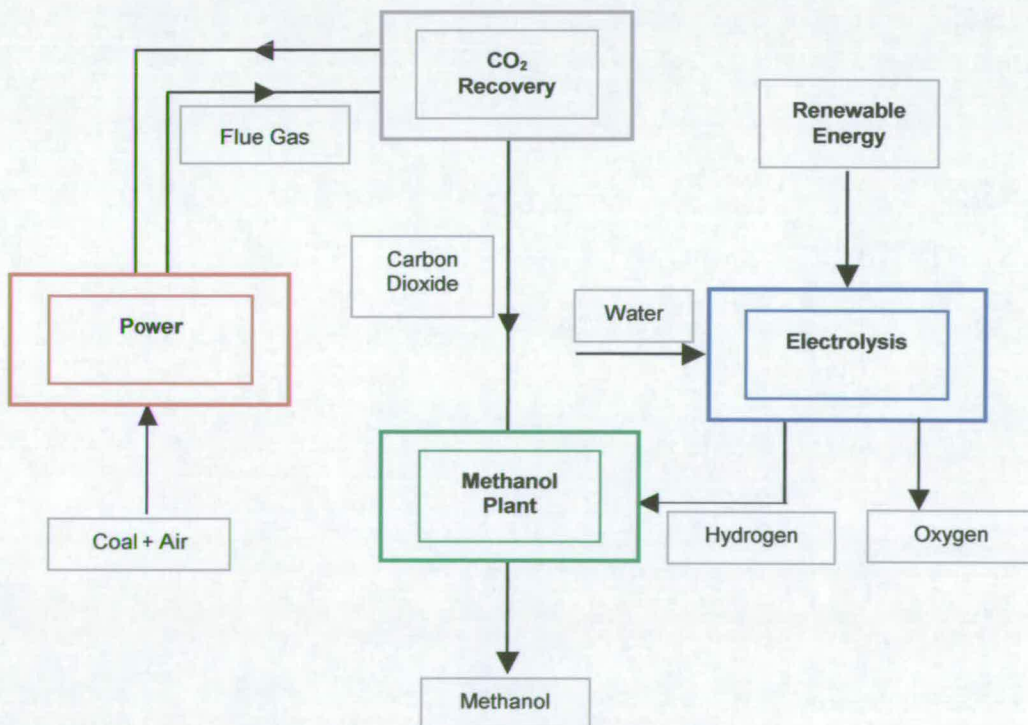 CO₂
Recovery
Flue Gas
Renewable
Energy
Carbon
Dioxide
Power
Water
Electrolysis
Methanol
Plant
Coal + Air
Hydrogen
Oxygen
Methanol